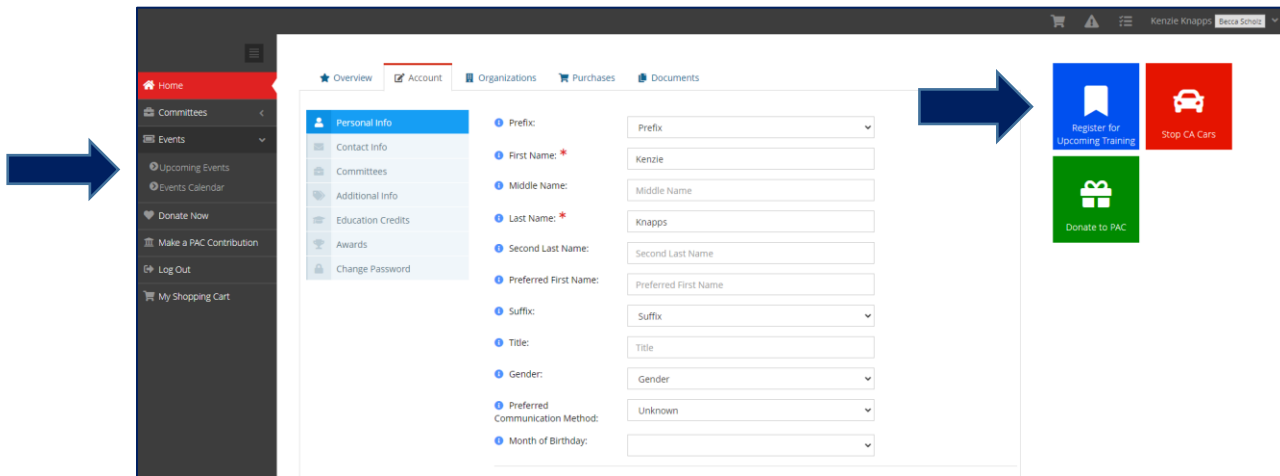 Kenzie Knapps Becca Scholz
Home
Committees
Events
Upcoming Events
Events Calendar
Donate Now
Make a PAC Contribution
Log Out
My Shopping Cart
Overview Account Organizations Purchases Documents
Personal Info
Contact Info
Committees
Additional Info
Education Credits
Awards
Change Password
Prefix: Prefix
First Name: * Kenzie
Middle Name: Middle Name
Last Name: * Knapps
Second Last Name: Second Last Name
Preferred First Name: Preferred First Name
Suffix: Suffix
Title: Title
Gender: Gender
Preferred
Communication Method: Unknown
Month of Birthday:
Register for
Upcoming Training
Stop CA Cars
Donate to PAC